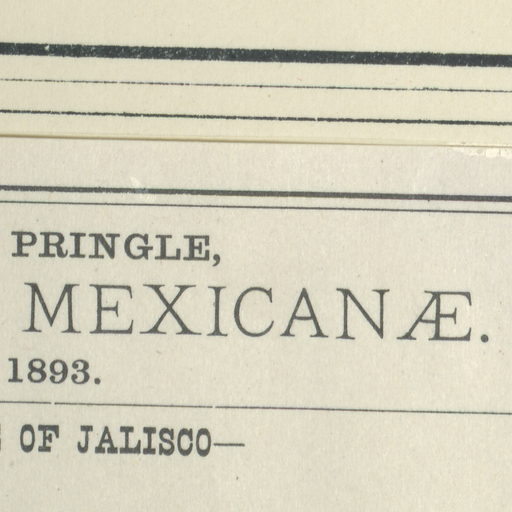 PRINGLE,
MEXICANÆ.
1893.
OF JALISCO—